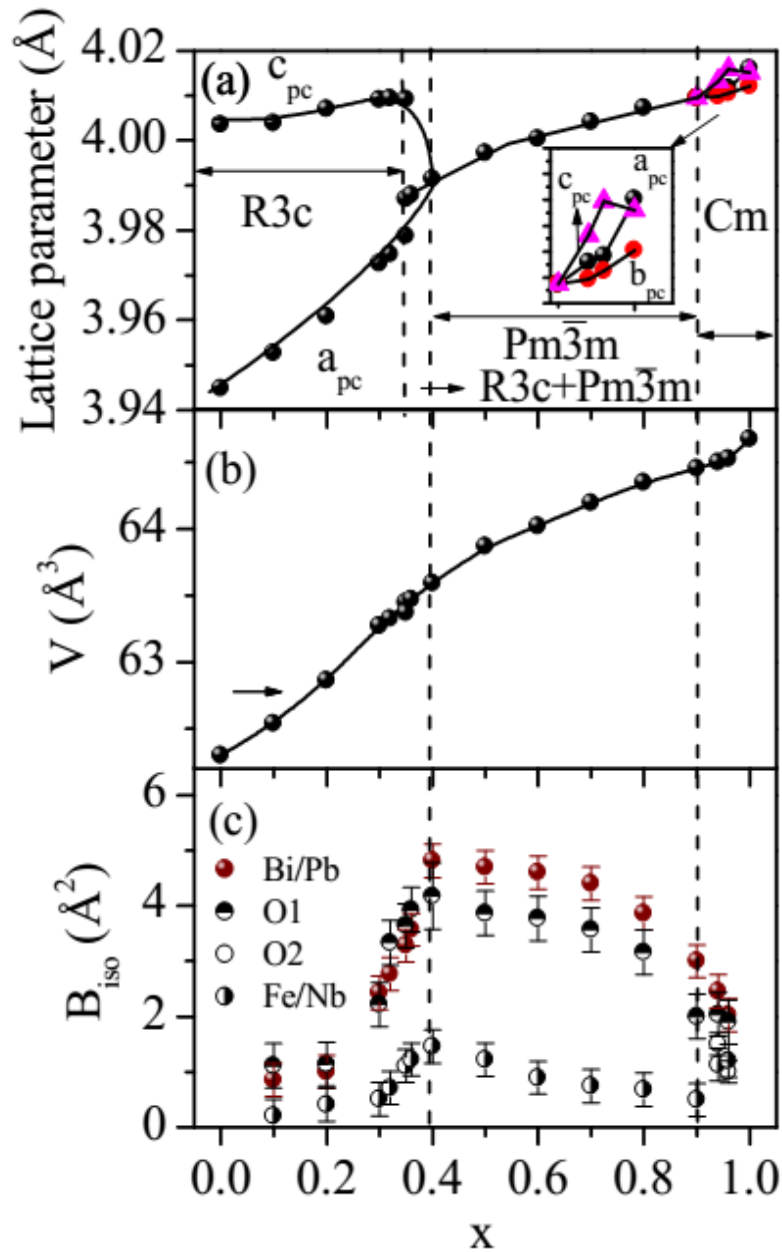 (a)
Lattice parameter (Å)
4.02
4.00
3.98
3.96
3.94
c_pc
R3c
a_pc
c_pc
a_pc
b_pc
Cm
Pm3̅m
R3c+Pm3̅m
(b)
V (Å³)
64
63
(c)
B_iso (Å²)
6
4
2
0
Bi/Pb
O1
O2
Fe/Nb
0.0 0.2 0.4 0.6 0.8 1.0
x